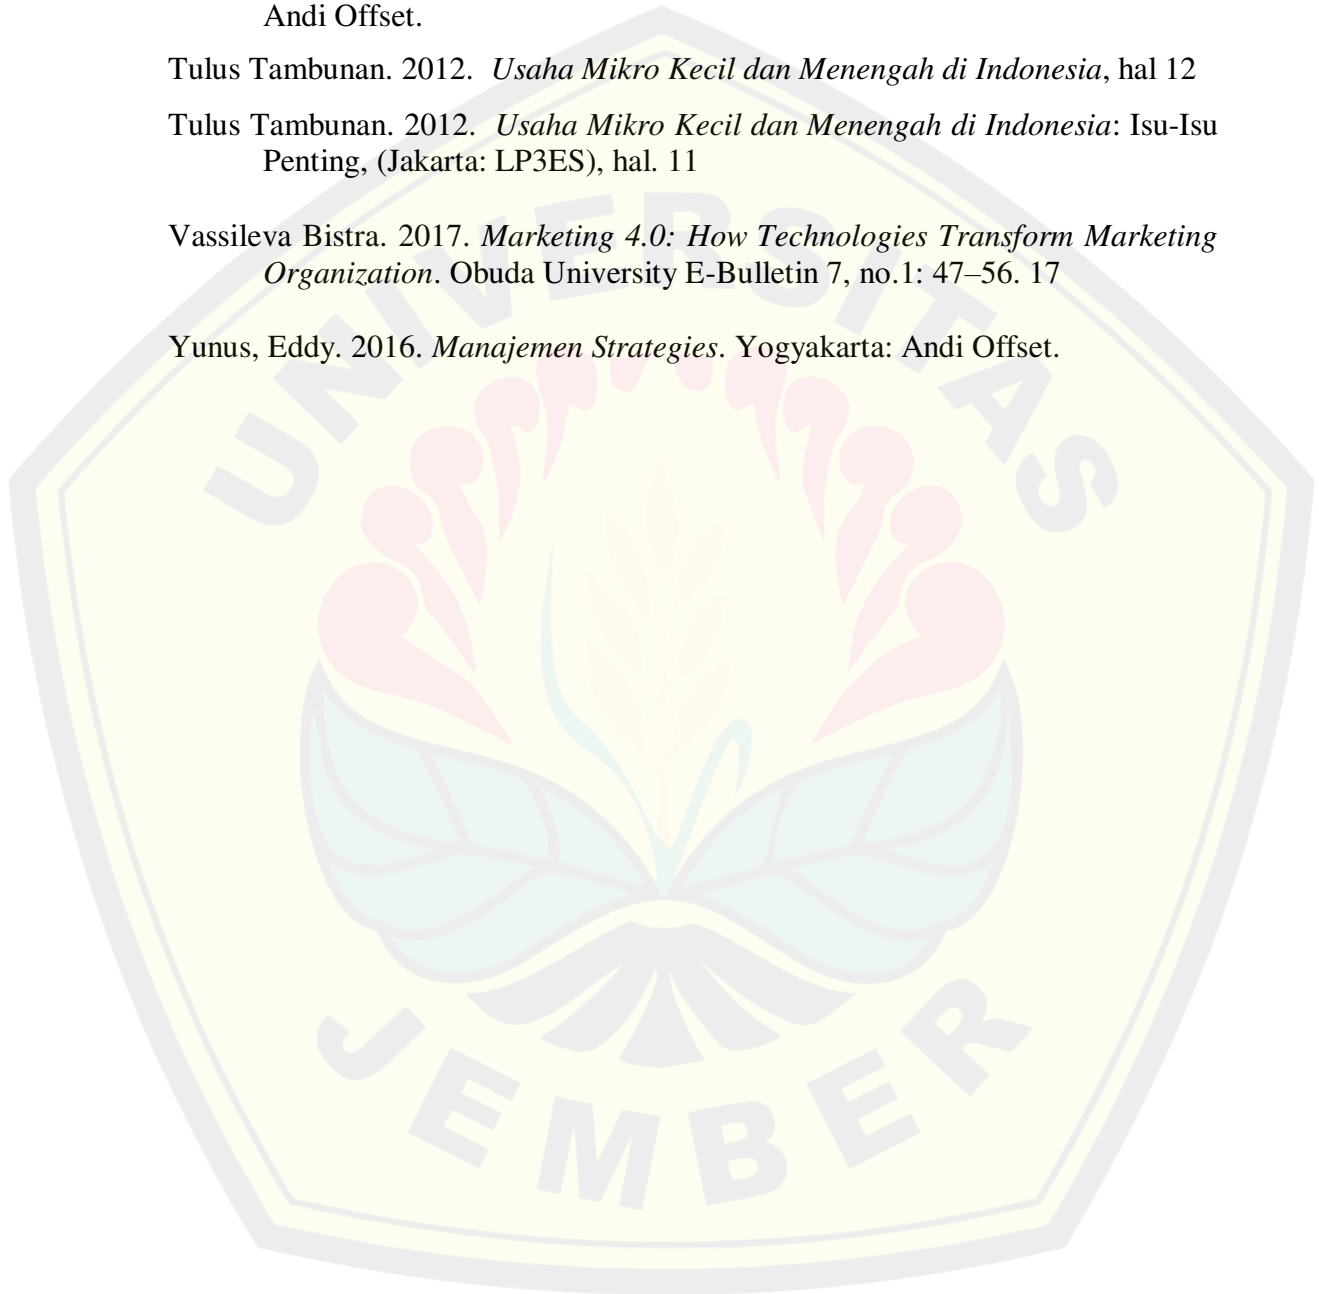 Andi Offset.
Tulus Tambunan. 2012. Usaha Mikro Kecil dan Menengah di Indonesia, hal 12
Tulus Tambunan. 2012. Usaha Mikro Kecil dan Menengah di Indonesia: Isu-Isu
Penting, (Jakarta: LP3ES), hal. 11
Vassileva Bistra. 2017. Marketing 4.0: How Technologies Transform Marketing
Organization. Obuda University E-Bulletin 7, no.1: 47–56. 17
Yunus, Eddy. 2016. Manajemen Strategies. Yogyakarta: Andi Offset.
UNIVERSITAS
JEMBER